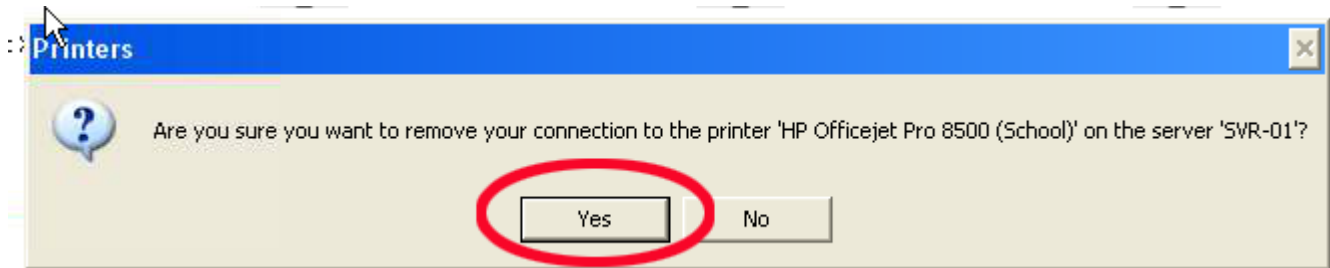 Printers
Are you sure you want to remove your connection to the printer 'HP Officejet Pro 8500 (School)' on the server 'SVR-01'?
Yes No